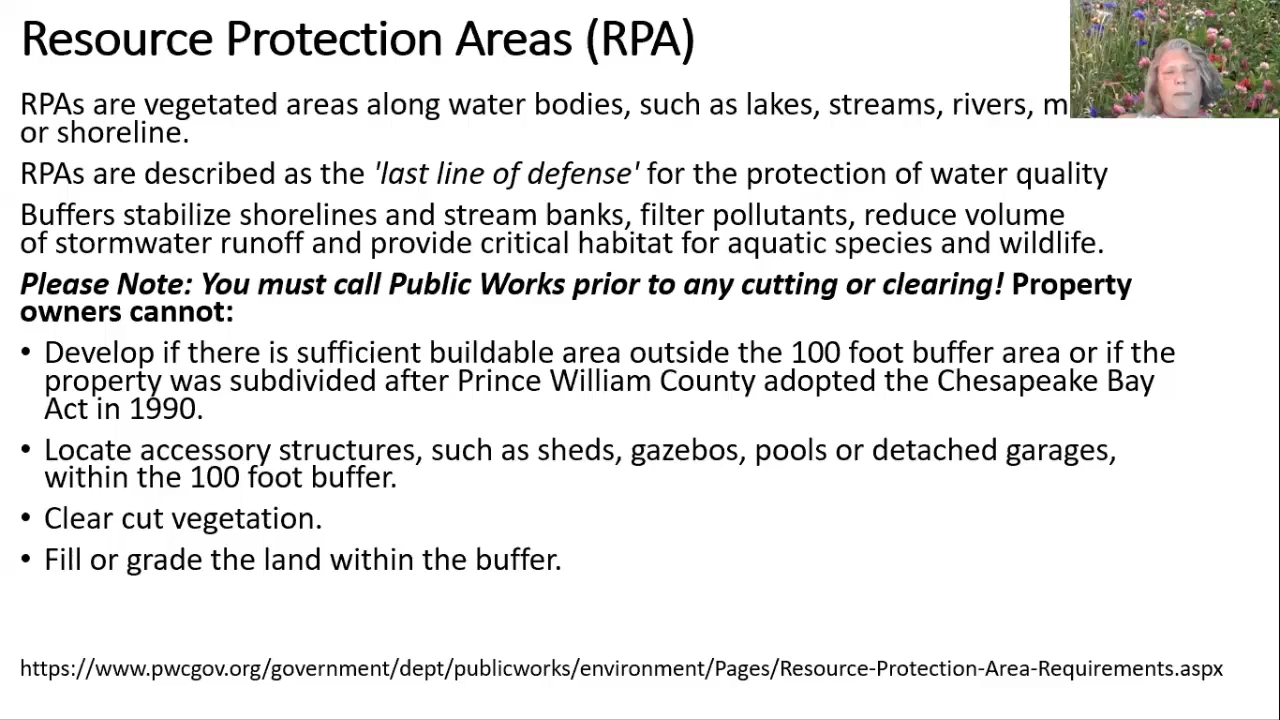 Resource Protection Areas (RPA)
RPAs are vegetated areas along water bodies, such as lakes, streams, rivers,
or shoreline.
RPAs are described as the 'last line of defense' for the protection of water quality
Buffers stabilize shorelines and stream banks, filter pollutants, reduce volume
of stormwater runoff and provide critical habitat for aquatic species and wildlife.
Please Note: You must call Public Works prior to any cutting or clearing! Property
owners cannot:
• Develop if there is sufficient buildable area outside the 100 foot buffer area or if the
property was subdivided after Prince William County adopted the Chesapeake Bay
Act in 1990.
• Locate accessory structures, such as sheds, gazebos, pools or detached garages,
within the 100 foot buffer.
• Clear cut vegetation.
• Fill or grade the land within the buffer.
https://www.pwcgov.org/government/dept/publicworks/environment/Pages/Resource-Protection-Area-Requirements.aspx